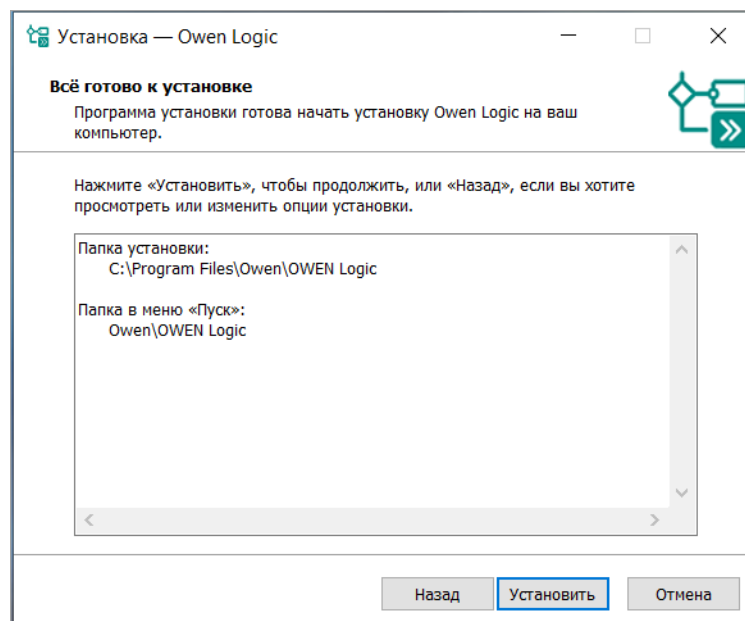 Установка — Owen Logic
Всё готово к установке
Программа установки готова начать установку Owen Logic на ваш
компьютер.
Нажмите «Установить», чтобы продолжить, или «Назад», если вы хотите
просмотреть или изменить опции установки.
Папка установки:
C:\Program Files\Owen\OWEN Logic
Папка в меню «Пуск»:
Owen\OWEN Logic
Назад
Установить
Отмена